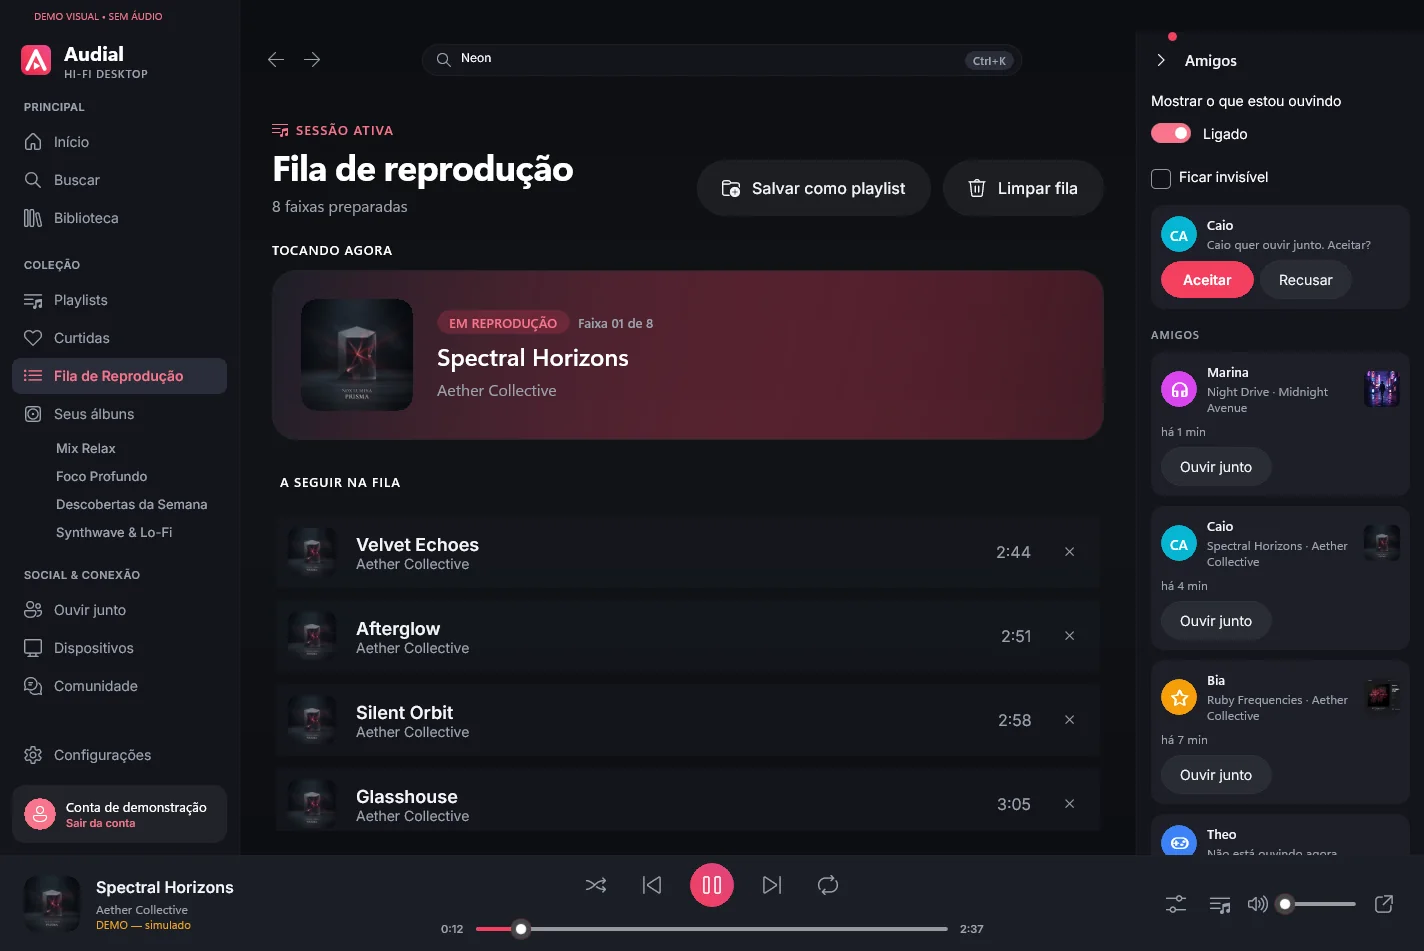 DEMO VISUAL • SEM ÁUDIO
Audial
HI-FI DESKTOP
PRINCIPAL
Início
Buscar
Biblioteca
COLEÇÃO
Playlists
Curtidas
Fila de Reprodução
Seus álbuns
Mix Relax
Foco Profundo
Descobertas da Semana
Synthwave & Lo-Fi
SOCIAL & CONEXÃO
Ouvir junto
Dispositivos
Comunidade
Configurações
Conta de demonstração
Sair da conta
Neon
Ctrl+K
SESSÃO ATIVA
Fila de reprodução
8 faixas preparadas
Salvar como playlist
Limpar fila
TOCANDO AGORA
PRISMA
EM REPRODUÇÃO Faixa 01 de 8
Spectral Horizons
Aether Collective
A SEGUIR NA FILA
Velvet Echoes
Aether Collective
2:44
Afterglow
Aether Collective
2:51
Silent Orbit
Aether Collective
2:58
Glasshouse
Aether Collective
3:05
Amigos
Mostrar o que estou ouvindo
Ligado
Ficar invisível
CA
Caio
Caio quer ouvir junto. Aceitar?
Aceitar
Recusar
AMIGOS
Marina
Night Drive · Midnight
Avenue
há 1 min
Ouvir junto
CA
Caio
Spectral Horizons · Aether
Collective
há 4 min
Ouvir junto
Bia
Ruby Frequencies · Aether
Collective
há 7 min
Ouvir junto
Theo
Não está ouvindo agora
Spectral Horizons
Aether Collective
DEMO — simulado
0:12
2:37